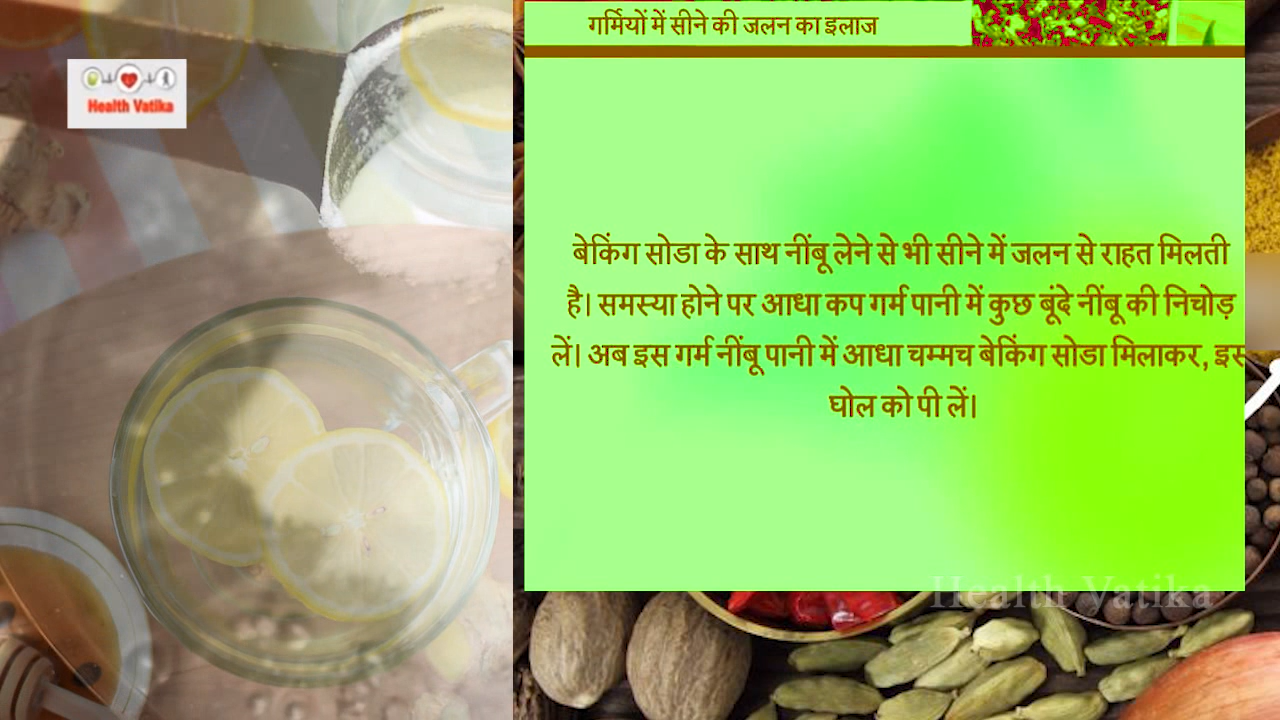 गर्मियों में सीने की जलन का इलाज
Health Vatika
बेकिंग सोडा के साथ नींबू लेने से भी सीने में जलन से राहत मिलती
है। समस्या होने पर आधा कप गर्म पानी में कुछ बूंदे नींबू की निचोड़
लें। अब इस गर्म नींबू पानी में आधा चम्मच बेकिंग सोडा मिलाकर, इस
घोल को पी लें।
Health Vatika